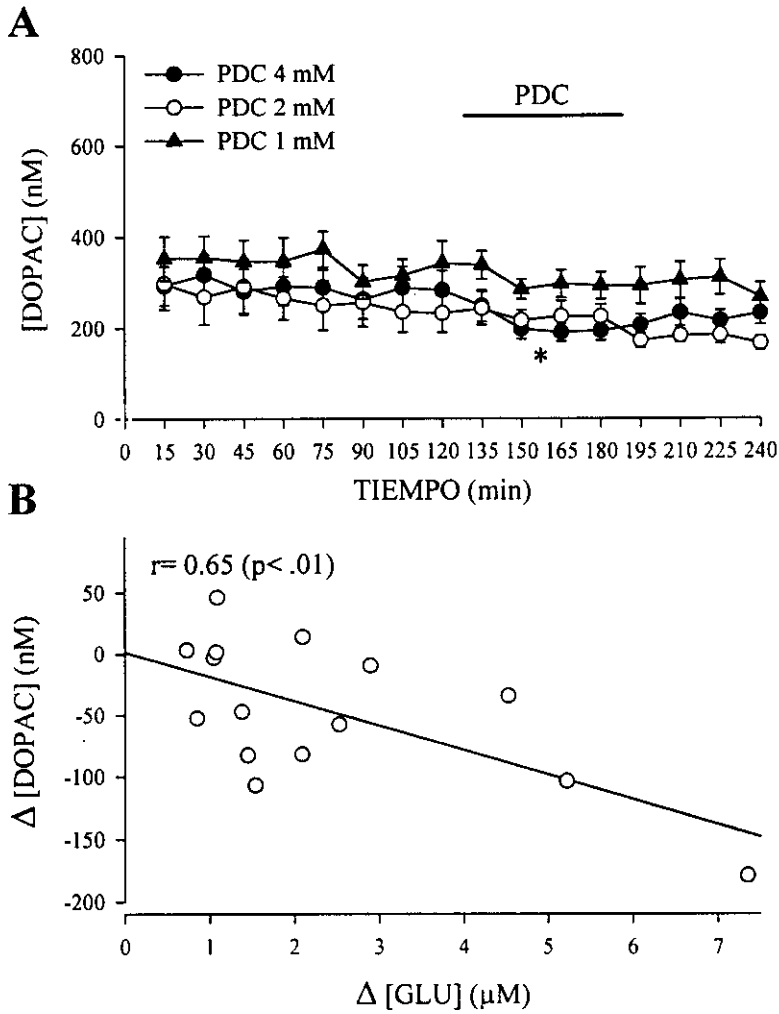 A
800
600
400
200
0
[DOPAC] (nM)
PDC 4 mM
PDC 2 mM
PDC 1 mM
PDC
*
0 15 30 45 60 75 90 105 120 135 150 165 180 195 210 225 240
TIEMPO (min)
B
r= 0.65 (p< .01)
50
0
-50
-100
-150
-200
Δ [DOPAC] (nM)
0 1 2 3 4 5 6 7
Δ [GLU] (μM)